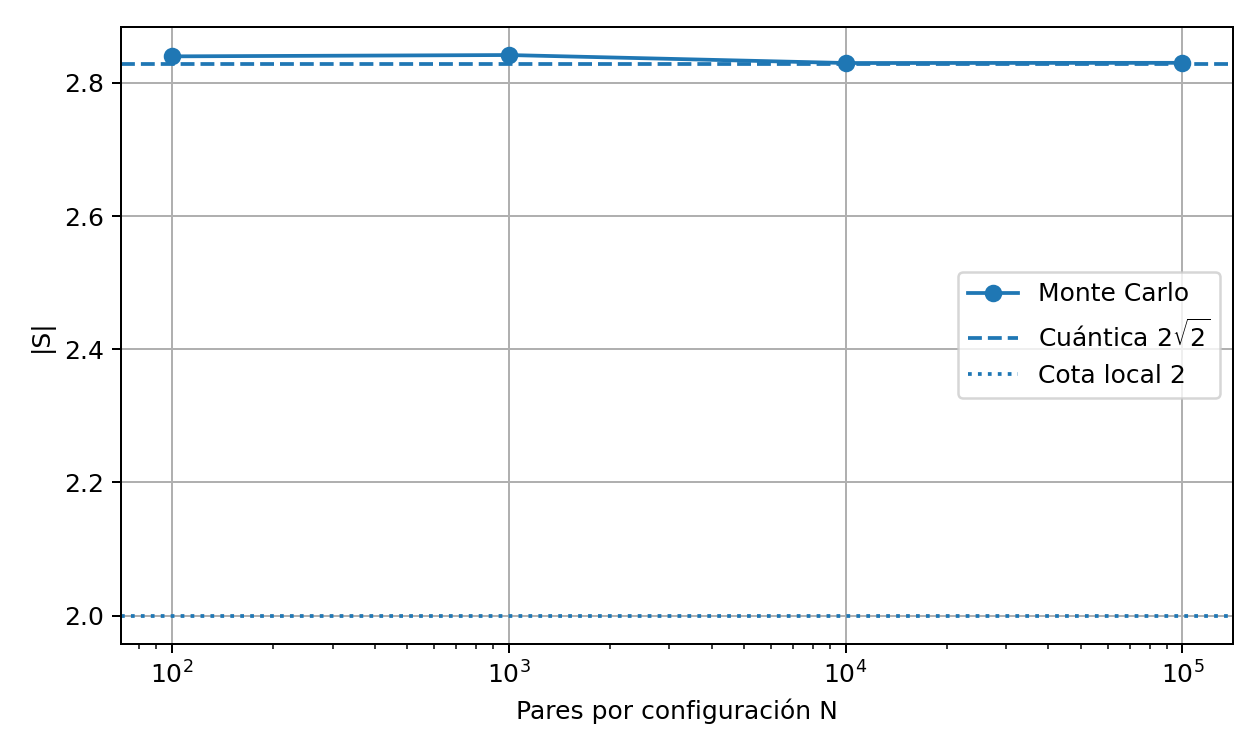 2.8
2.6
2.4
2.2
2.0
|S|
Monte Carlo
Cuántica 2√2
Cota local 2
10² 10³ 10⁴ 10⁵
Pares por configuración N